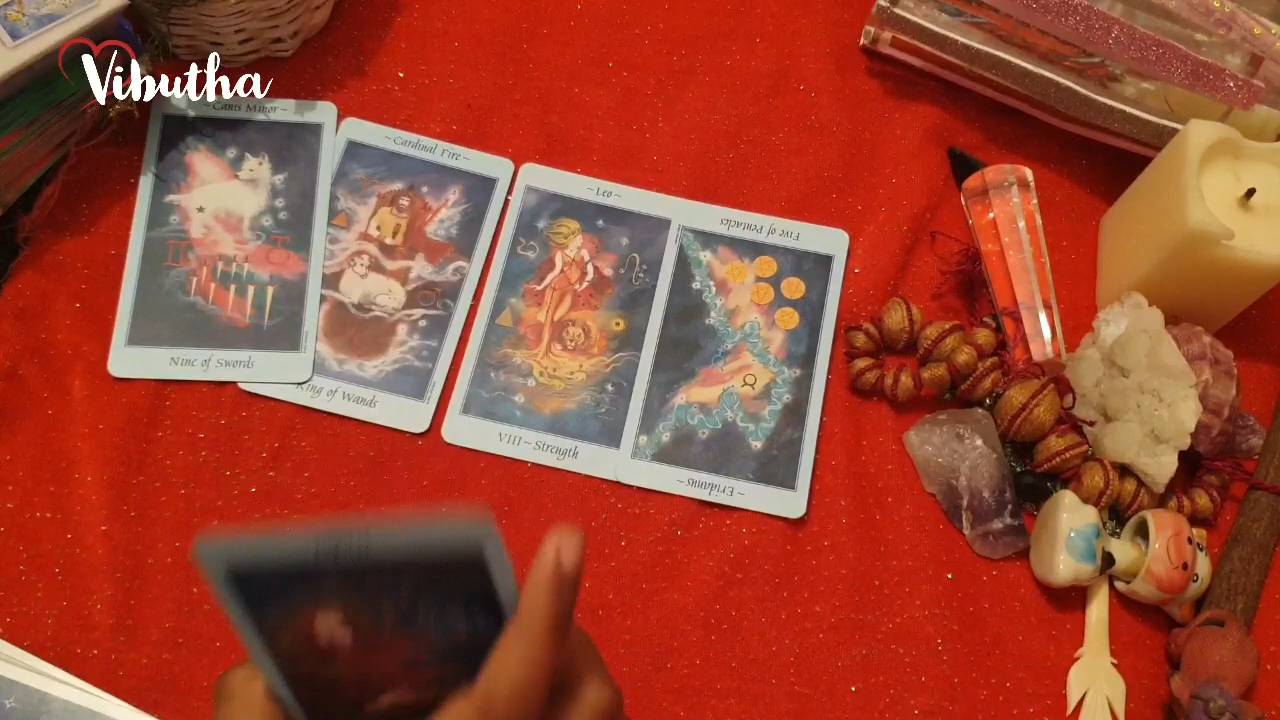 Vibutha
~Canis Minor~
Nine of Swords
~Cardinal Fire~
King of Wands
~Leo~
VIII~Strength
Five of Pentacles
~Eridanus~